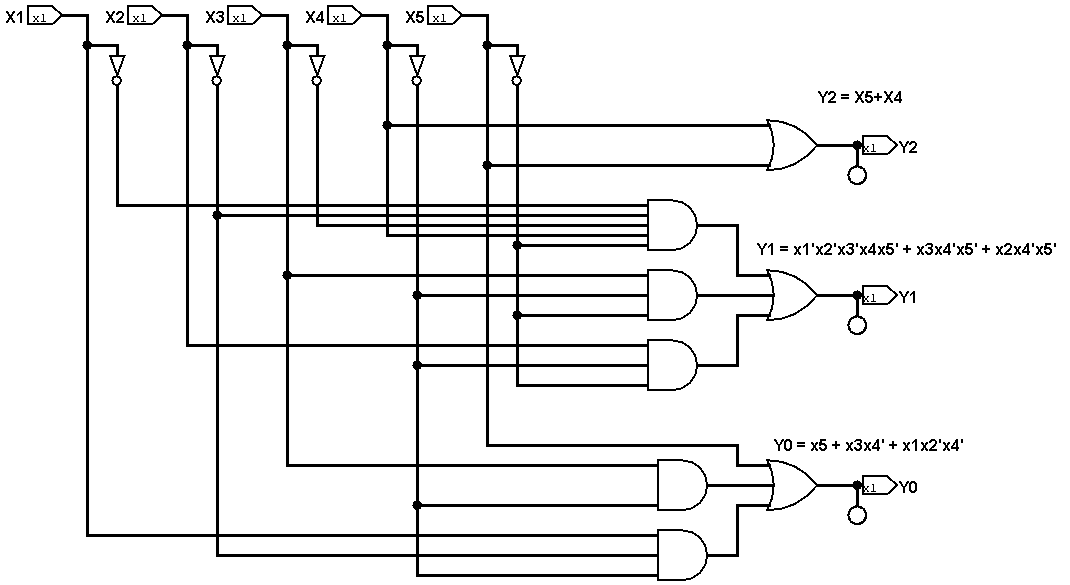 X1 x1 X2 x1 X3 x1 X4 x1 X5 x1
Y2 = X5+X4
x1 Y2
Y1 = x1'x2'x3'x4x5' + x3x4'x5' + x2x4'x5'
x1 Y1
Y0 = x5 + x3x4' + x1x2'x4'
x1 Y0